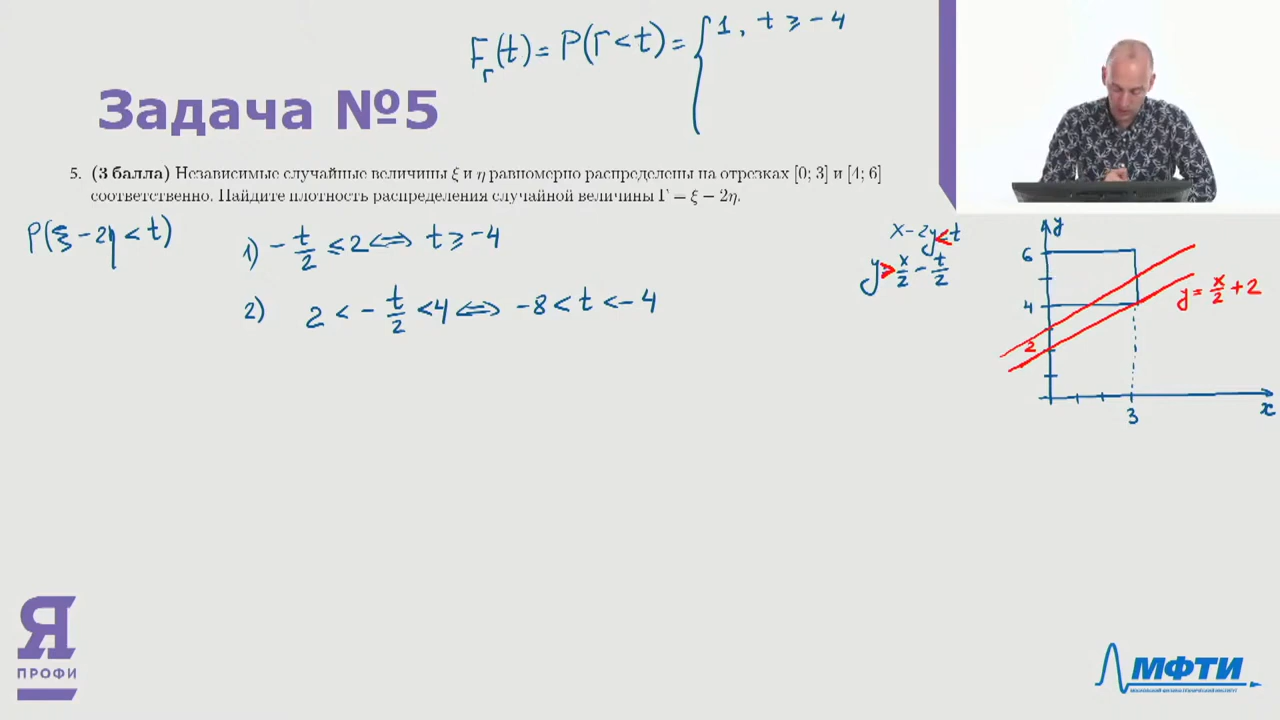 F_Γ(t) = P(Γ < t) = { 1, t ≥ -4
Задача №5
5. (3 балла) Независимые случайные величины ξ и η равномерно распределены на отрезках [0; 3] и [4; 6]
соответственно. Найдите плотность распределения случайной величины Γ = ξ − 2η.
P(ξ - 2η < t)
1) - t/2 ≤ 2 ⟺ t ≥ -4
2) 2 < - t/2 < 4 ⟺ -8 < t < -4
x - 2y < t
y > x/2 - t/2
y
6
4
2
3
x
y = x/2 + 2
Я
ПРОФИ
МФТИ